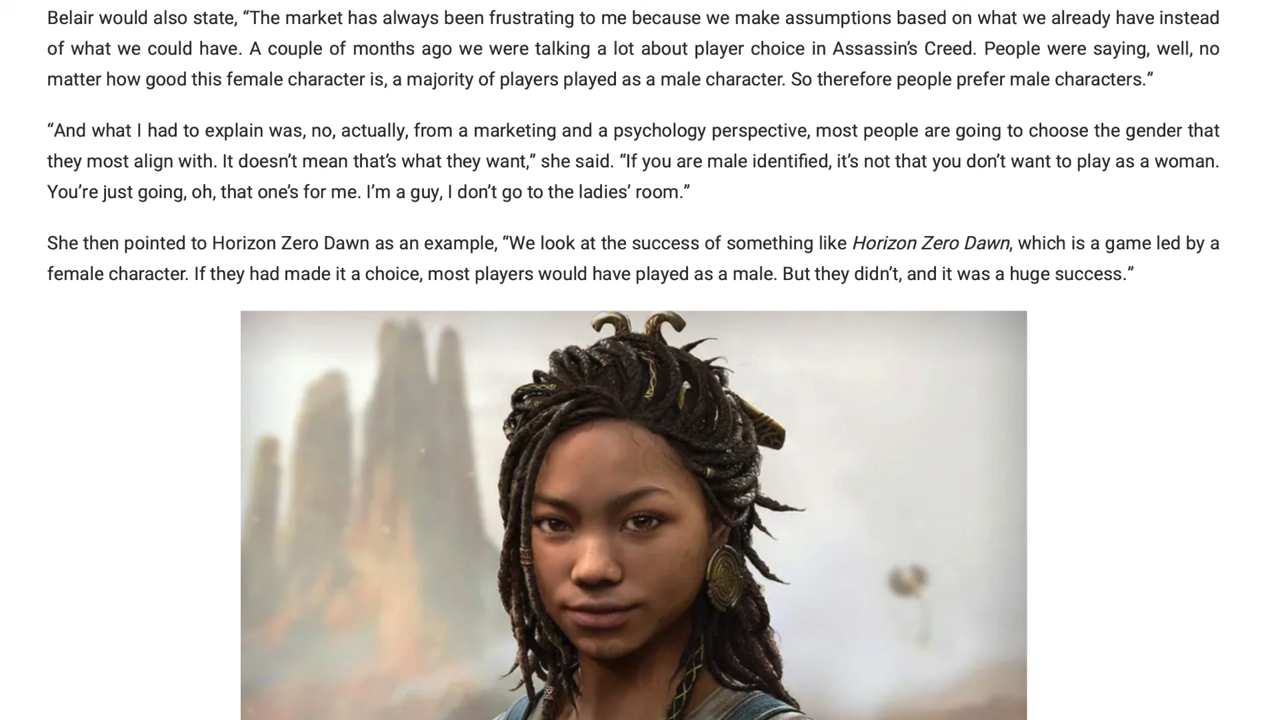 Belair would also state, “The market has always been frustrating to me because we make assumptions based on what we already have instead
of what we could have. A couple of months ago we were talking a lot about player choice in Assassin’s Creed. People were saying, well, no
matter how good this female character is, a majority of players played as a male character. So therefore people prefer male characters.”
“And what I had to explain was, no, actually, from a marketing and a psychology perspective, most people are going to choose the gender that
they most align with. It doesn’t mean that’s what they want,” she said. “If you are male identified, it’s not that you don’t want to play as a woman.
You’re just going, oh, that one’s for me. I’m a guy, I don’t go to the ladies’ room.”
She then pointed to Horizon Zero Dawn as an example, “We look at the success of something like Horizon Zero Dawn, which is a game led by a
female character. If they had made it a choice, most players would have played as a male. But they didn’t, and it was a huge success.”